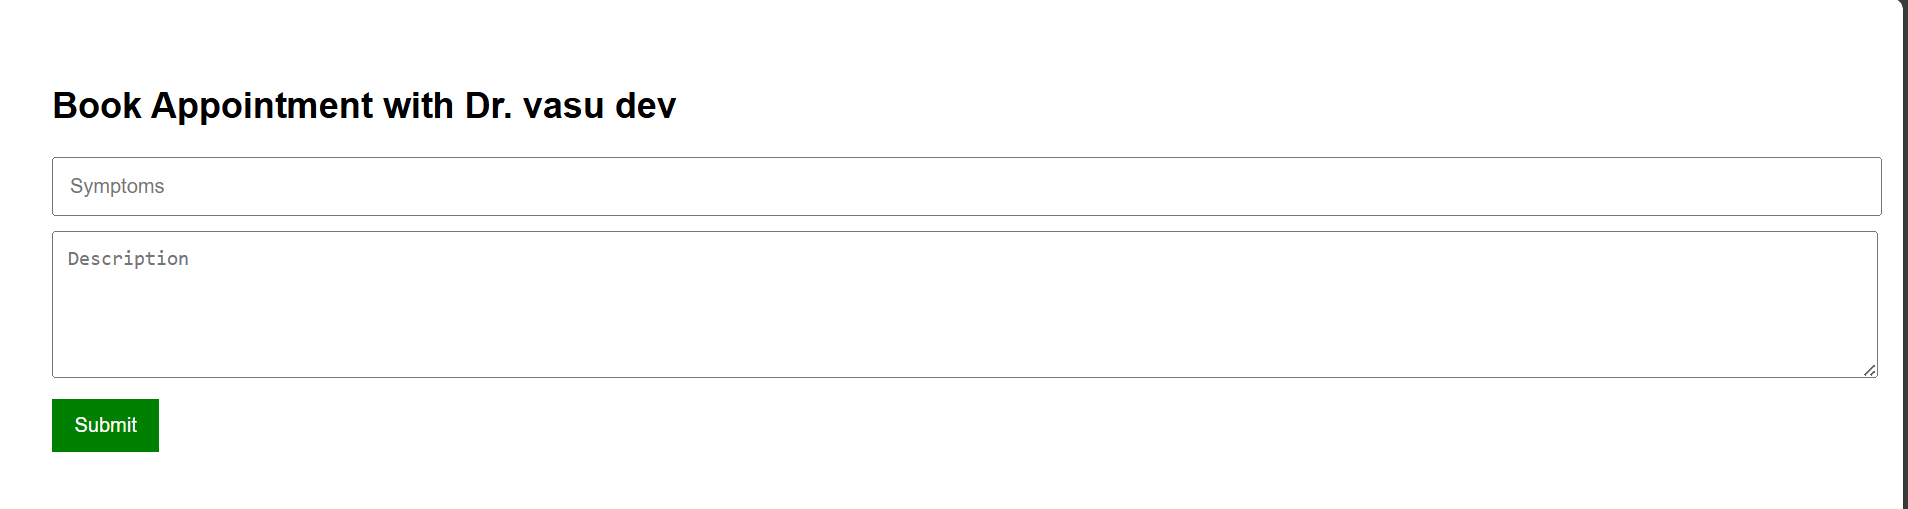 Book Appointment with Dr. vasu dev
Symptoms
Description
Submit